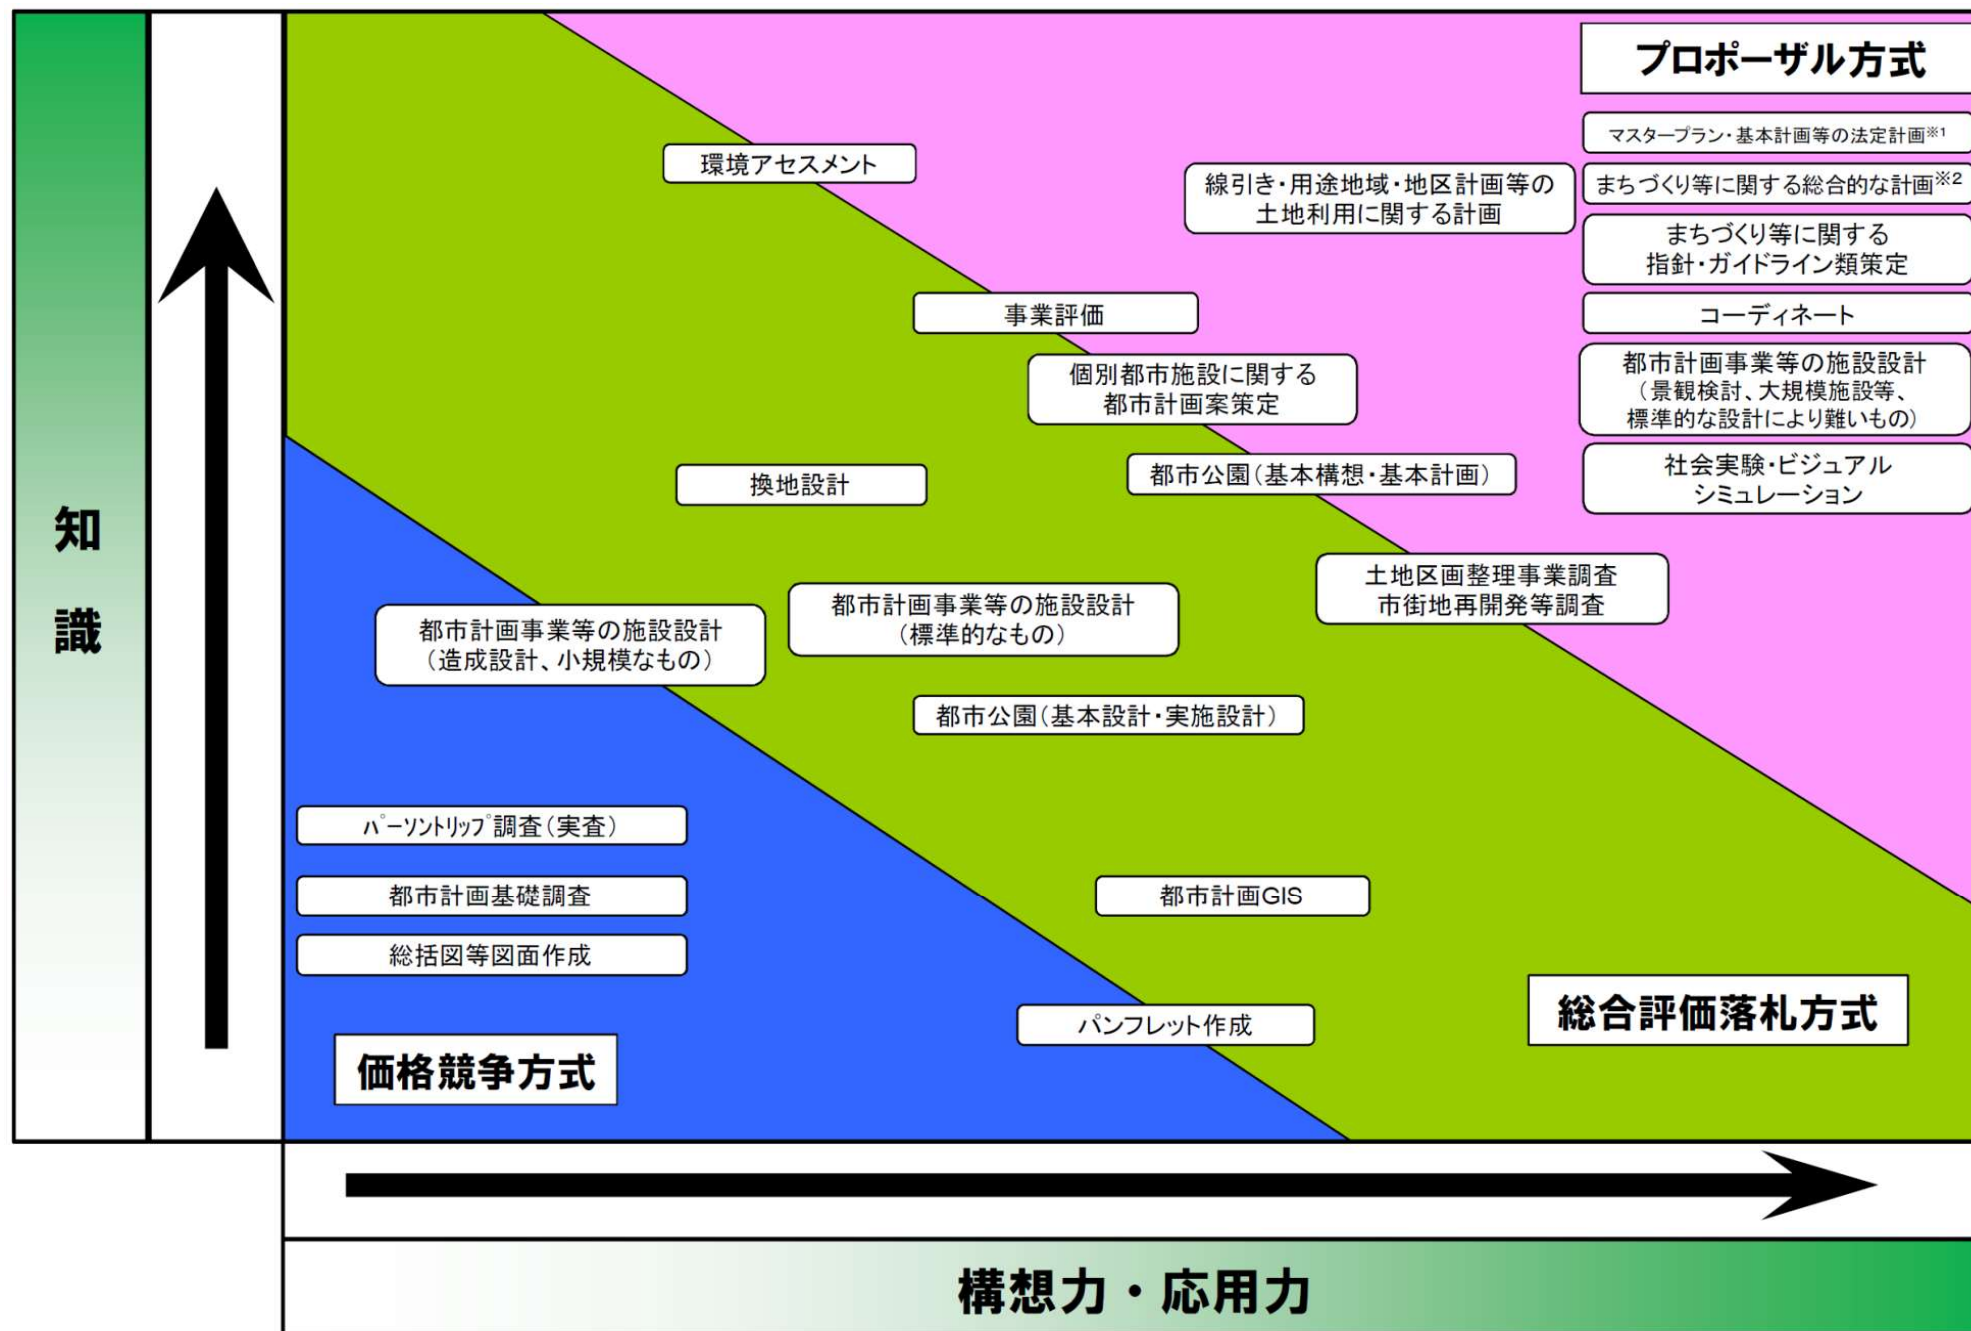 プロポーザル方式
マスタープラン・基本計画等の法定計画※1
環境アセスメント
線引き・用途地域・地区計画等の
土地利用に関する計画
まちづくり等に関する総合的な計画※2
まちづくり等に関する
指針・ガイドライン類策定
事業評価
コーディネート
個別都市施設に関する
都市計画案策定
都市計画事業等の施設設計
（景観検討、大規模施設等、
標準的な設計により難いもの）
換地設計
都市公園（基本構想・基本計画）
社会実験・ビジュアル
シミュレーション
知識
土地区画整理事業調査
市街地再開発等調査
都市計画事業等の施設設計
（標準的なもの）
都市計画事業等の施設設計
（造成設計、小規模なもの）
都市公園（基本設計・実施設計）
ﾊﾟｰｿﾝﾄﾘｯﾌﾟ調査（実査）
都市計画基礎調査
都市計画GIS
総括図等図面作成
パンフレット作成
総合評価落札方式
価格競争方式
構想力・応用力